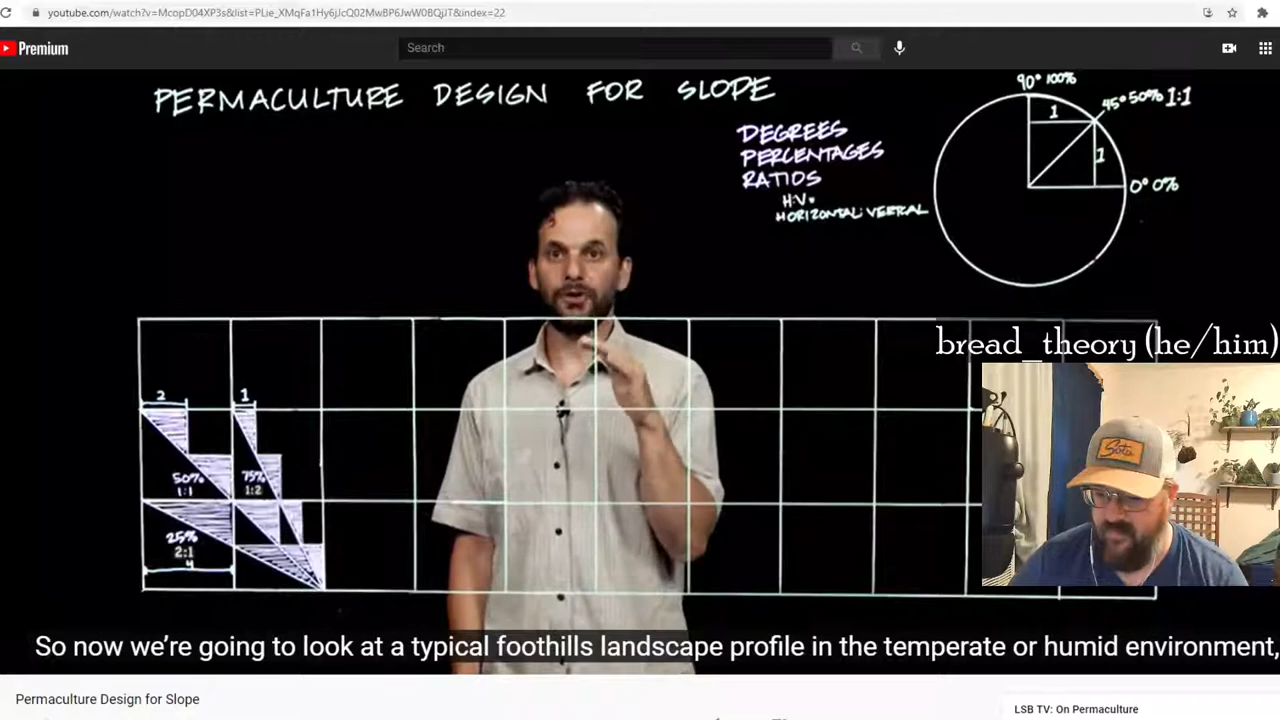 youtube.com/watch?v=McopD04XP3s&list=PLie_XMqFa1Hy6jJcQ02MwBP6JwW0BQjJT&index=22
Premium
Search
PERMACULTURE DESIGN FOR SLOPE
90° 100%
45° 50% 1:1
1
1
0° 0%
DEGREES
PERCENTAGES
RATIOS
H:V=
HORIZONTAL:VERTICAL
bread_theory (he/him)
2
1
50%
1:1
75%
1:2
25%
2:1
4
Sota
So now we're going to look at a typical foothills landscape profile in the temperate or humid environment,
Permaculture Design for Slope
LSB TV: On Permaculture